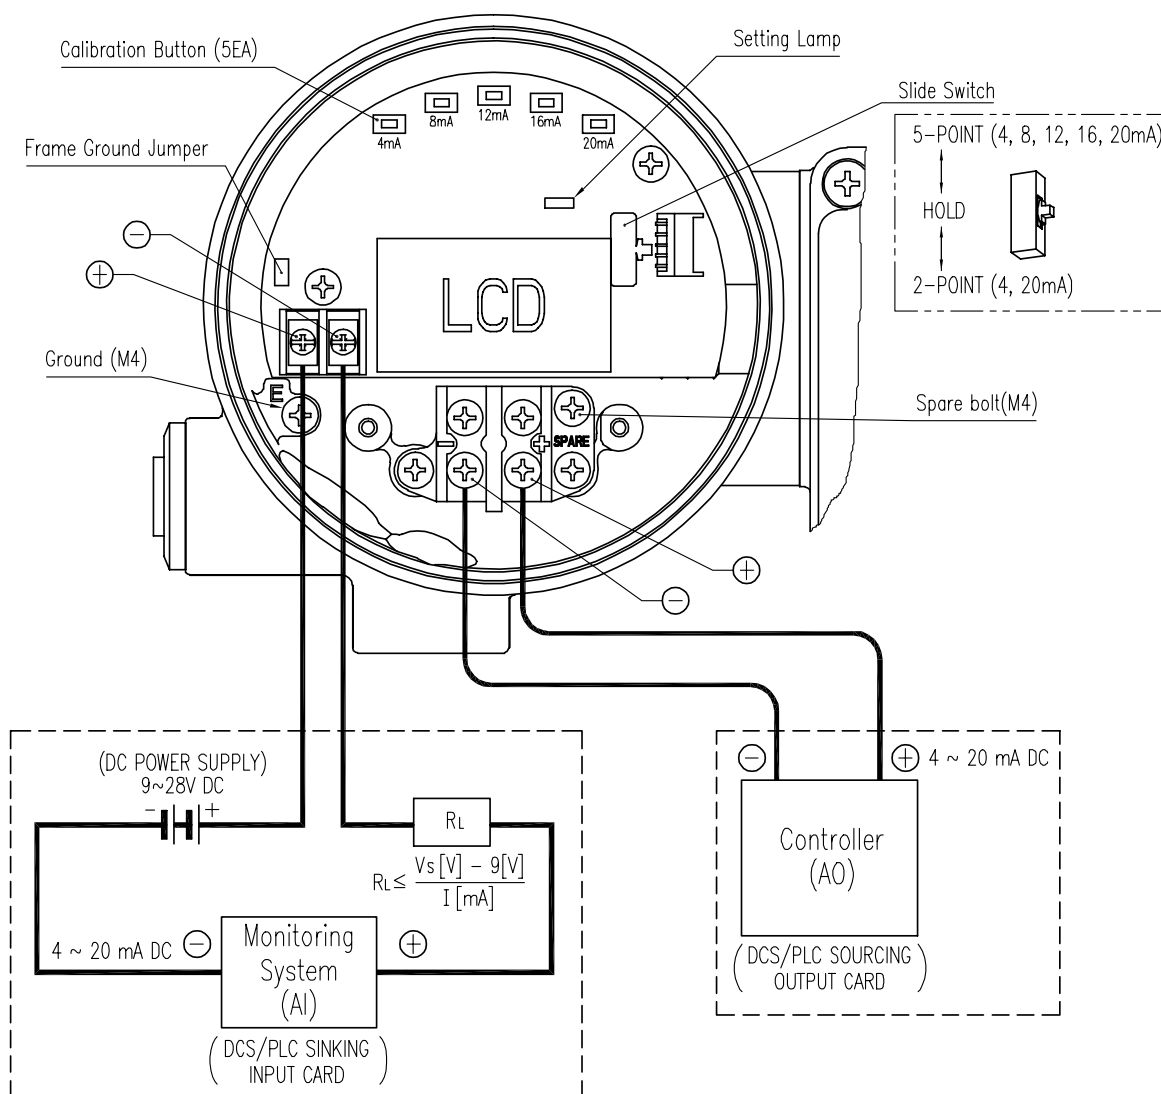 Calibration Button (5EA)
Setting Lamp
Slide Switch
4mA
8mA
12mA
16mA
20mA
Frame Ground Jumper
5-POINT (4, 8, 12, 16, 20mA)
HOLD
2-POINT (4, 20mA)
⊖
⊕
LCD
Ground (M4)
E
Spare bolt(M4)
- + SPARE
⊕
⊖
(DC POWER SUPPLY)
9~28V DC
- +
RL
RL≤ Vs[V] - 9[V]
I [mA]
4 ~ 20 mA DC ⊖
⊕
Monitoring
System
(AI)
( DCS/PLC SINKING
INPUT CARD )
⊖ ⊕ 4 ~ 20 mA DC
Controller
(AO)
( DCS/PLC SOURCING
OUTPUT CARD )